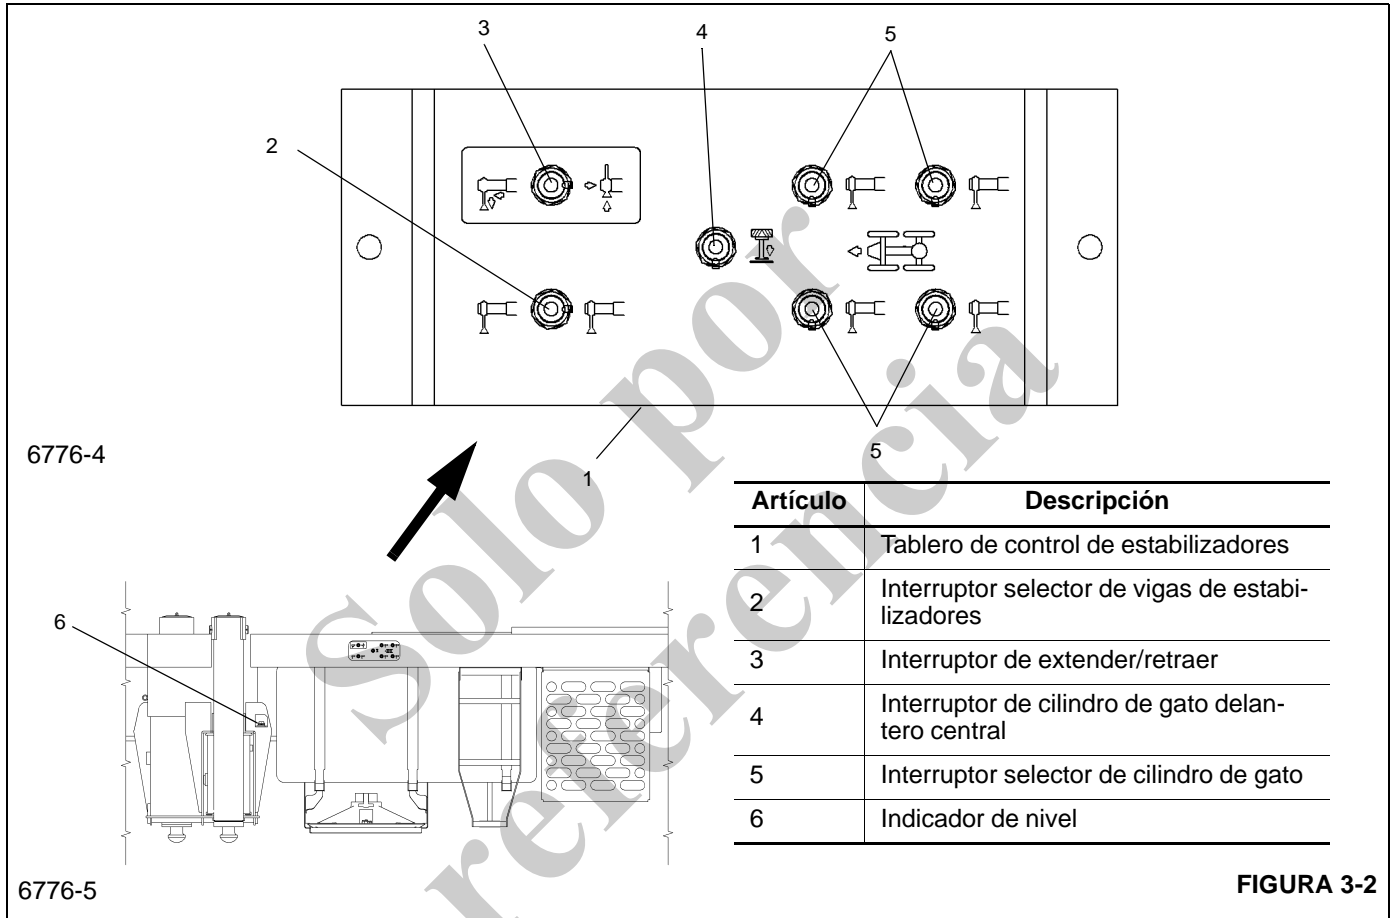 3
4
5
2
6776-4
1
5
Artículo Descripción
1 Tablero de control de estabilizadores
2 Interruptor selector de vigas de estabi-
lizadores
3 Interruptor de extender/retraer
4 Interruptor de cilindro de gato delan-
tero central
5 Interruptor selector de cilindro de gato
6 Indicador de nivel
6
6776-5
FIGURA 3-2
Solo por
referencia